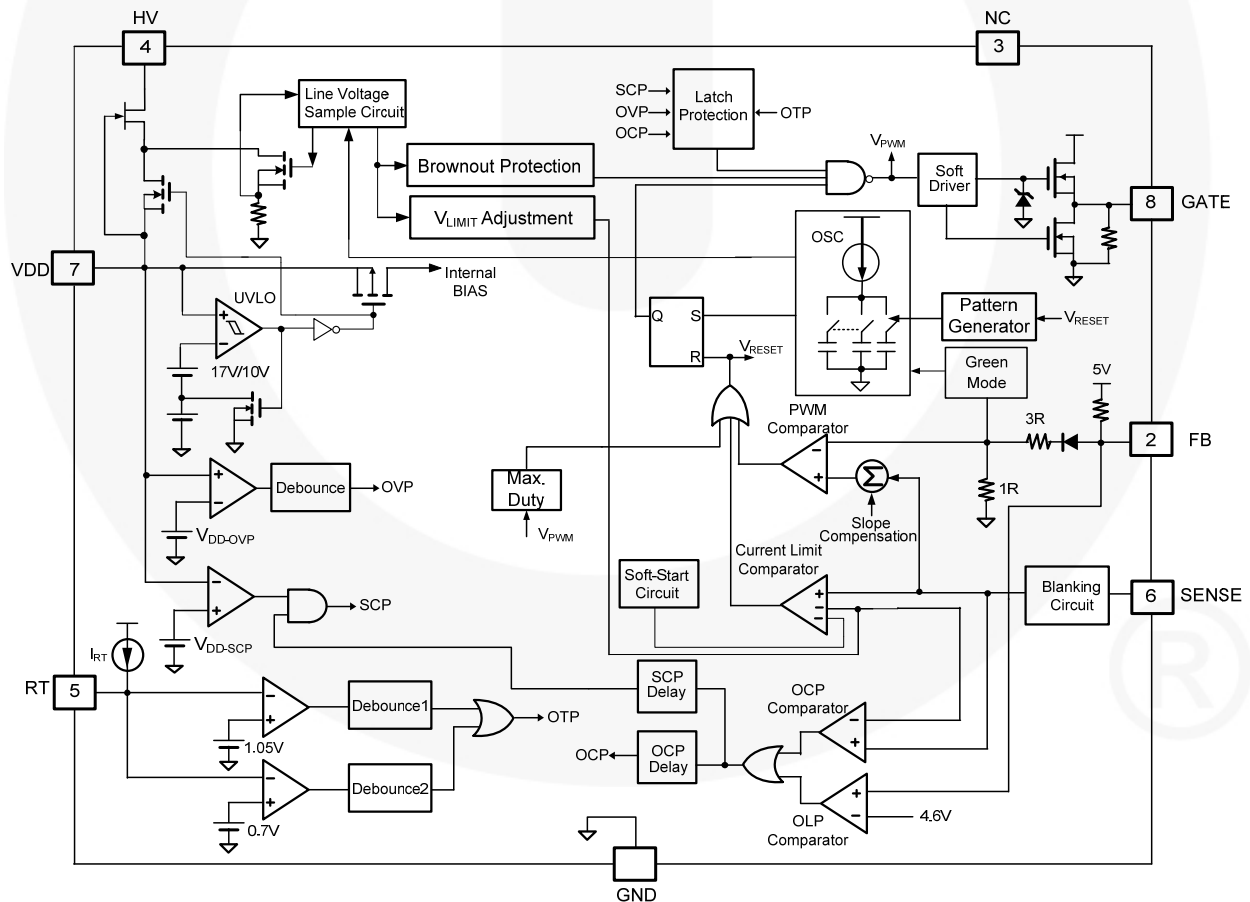 HV
4
NC
3
Line Voltage
Sample Circuit
SCP
OVP
OCP
Latch
Protection
OTP
Brownout Protection
VPWM
Soft
Driver
8
GATE
VLIMIT Adjustment
OSC
VDD
7
Internal
BIAS
UVLO
17V/10V
Q
S
R
Pattern
Generator
VRESET
VRESET
Green
Mode
5V
PWM
Comparator
3R
2
FB
-
+
Σ
1R
Max.
Duty
VPWM
Slope
Compensation
+
−
Debounce
OVP
VDD-OVP
Current Limit
Comparator
Soft-Start
Circuit
+
−
−
Blanking
Circuit
6
SENSE
−
+
SCP
VDD-SCP
IRT
RT
5
SCP
Delay
OCP
Comparator
−
+
−
+
Debounce1
OTP
1.05V
OCP
OCP
Delay
−
+
Debounce2
0.7V
+
−
4.6V
OLP
Comparator
GND
+
−
®